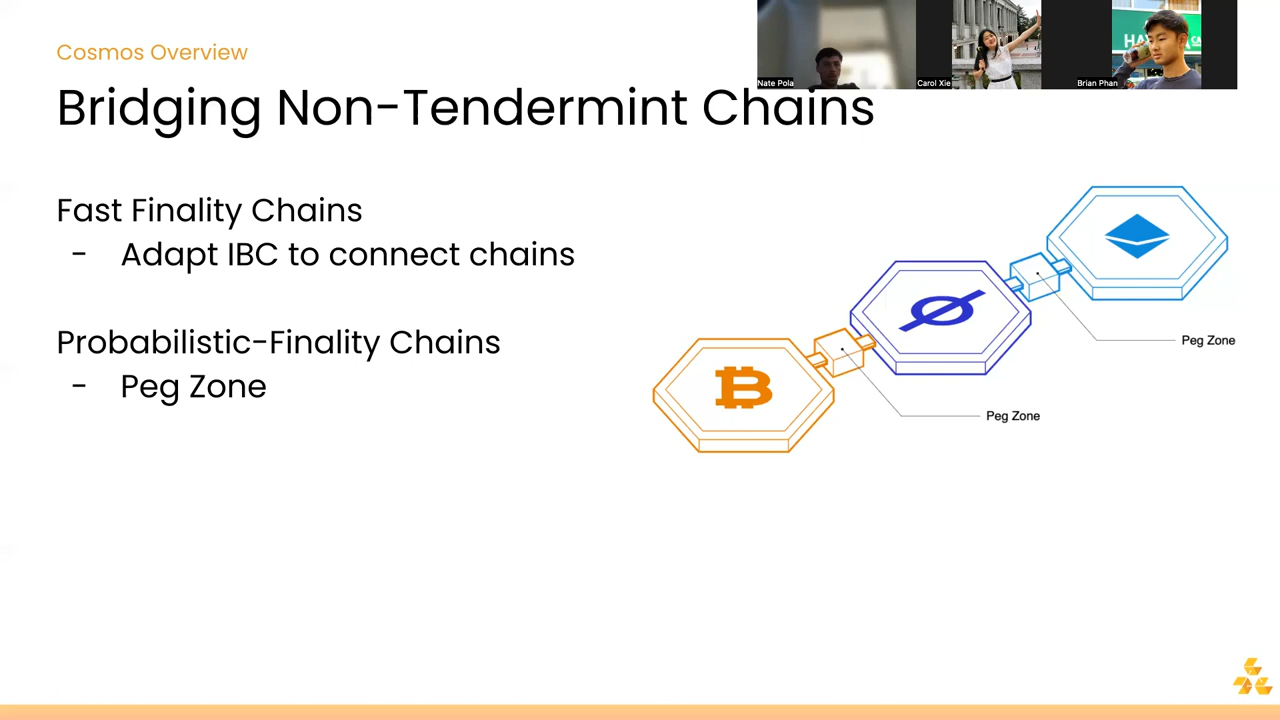 Cosmos Overview
Nate Pola
Carol Xie
Brian Phan
Bridging Non-Tendermint Chains
Fast Finality Chains
- Adapt IBC to connect chains
Probabilistic-Finality Chains
- Peg Zone
Peg Zone
Peg Zone